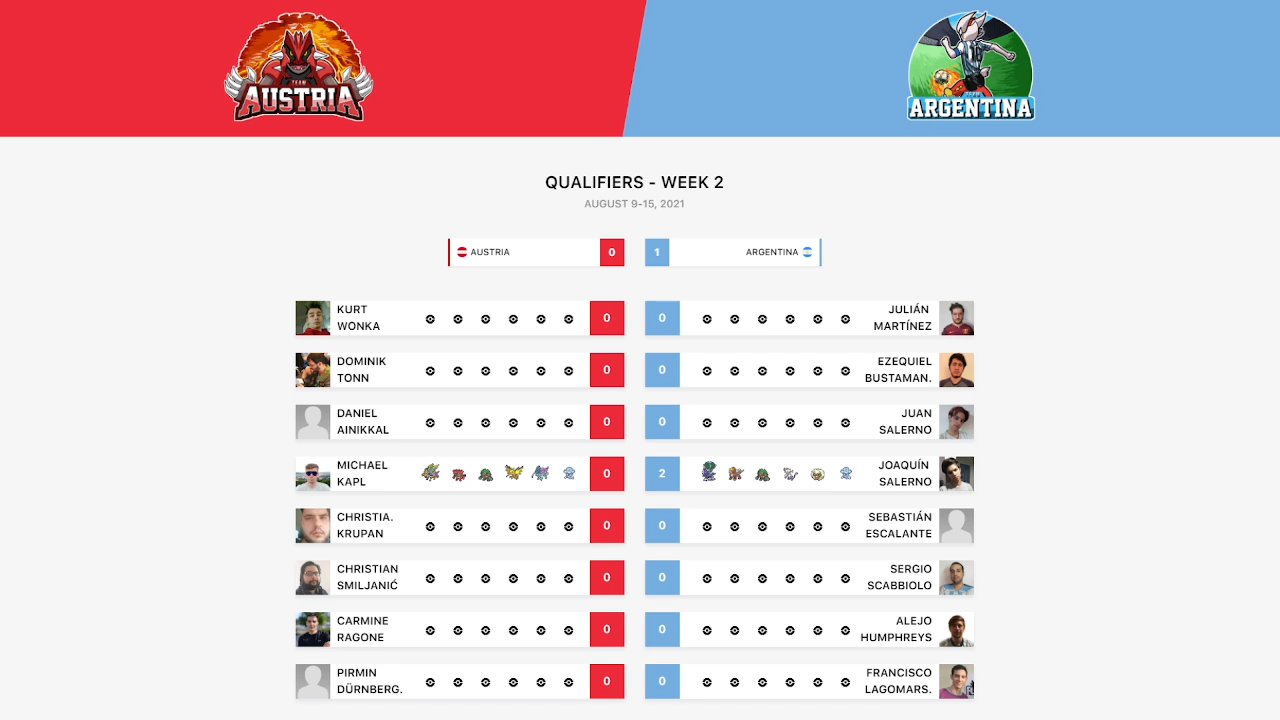 TEAM
AUSTRIA
TEAM
ARGENTINA
QUALIFIERS - WEEK 2
AUGUST 9-15, 2021
AUSTRIA 0 1 ARGENTINA
KURT
WONKA
0 0
JULIÁN
MARTÍNEZ
DOMINIK
TONN
0 0
EZEQUIEL
BUSTAMAN.
DANIEL
AINIKKAL
0 0
JUAN
SALERNO
MICHAEL
KAPL
0 2
JOAQUÍN
SALERNO
CHRISTIA.
KRUPAN
0 0
SEBASTIÁN
ESCALANTE
CHRISTIAN
SMILJANIĆ
0 0
SERGIO
SCABBIOLO
CARMINE
RAGONE
0 0
ALEJO
HUMPHREYS
PIRMIN
DÜRNBERG.
0 0
FRANCISCO
LAGOMARS.